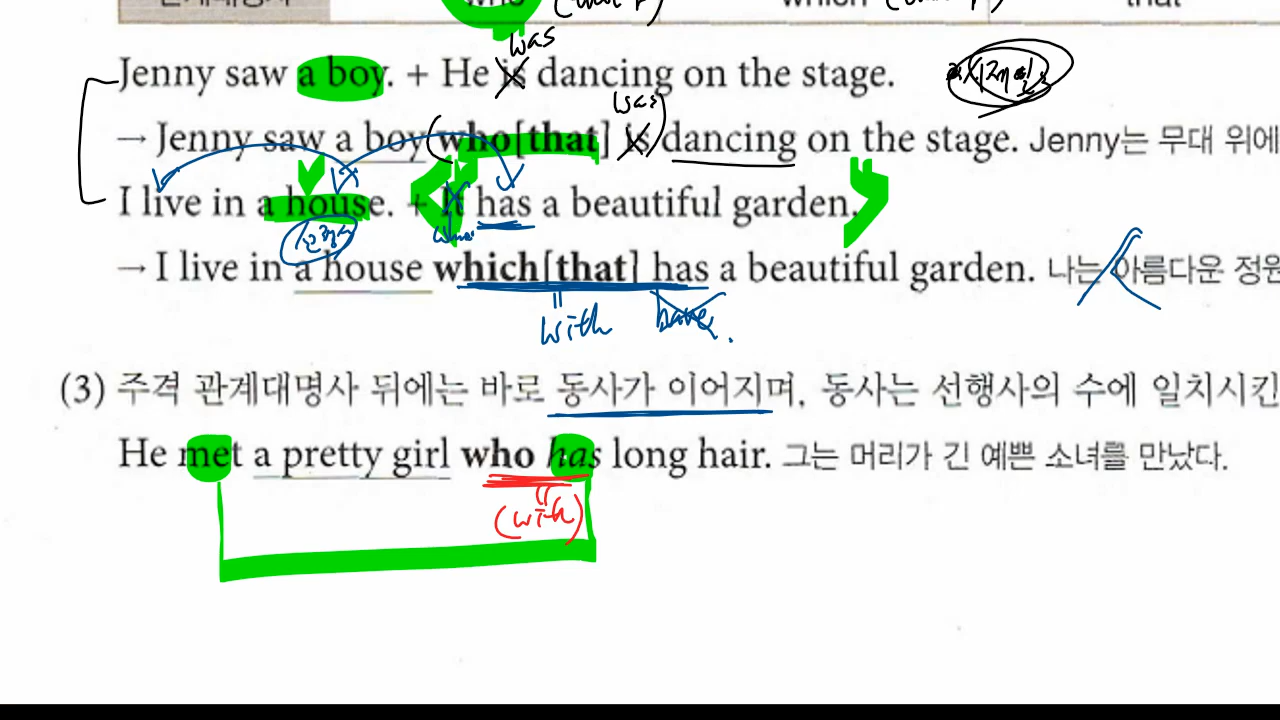 who which that
was
Jenny saw a boy. + He is dancing on the stage.
was
→ Jenny saw a boy who[that] is dancing on the stage. Jenny는 무대 위에
I live in a house. + It has a beautiful garden.
선행사
→ I live in a house which[that] has a beautiful garden. 나는 아름다운 정원
with have.
(3) 주격 관계대명사 뒤에는 바로 동사가 이어지며, 동사는 선행사의 수에 일치시킨
He met a pretty girl who has long hair. 그는 머리가 긴 예쁜 소녀를 만났다.
(with)